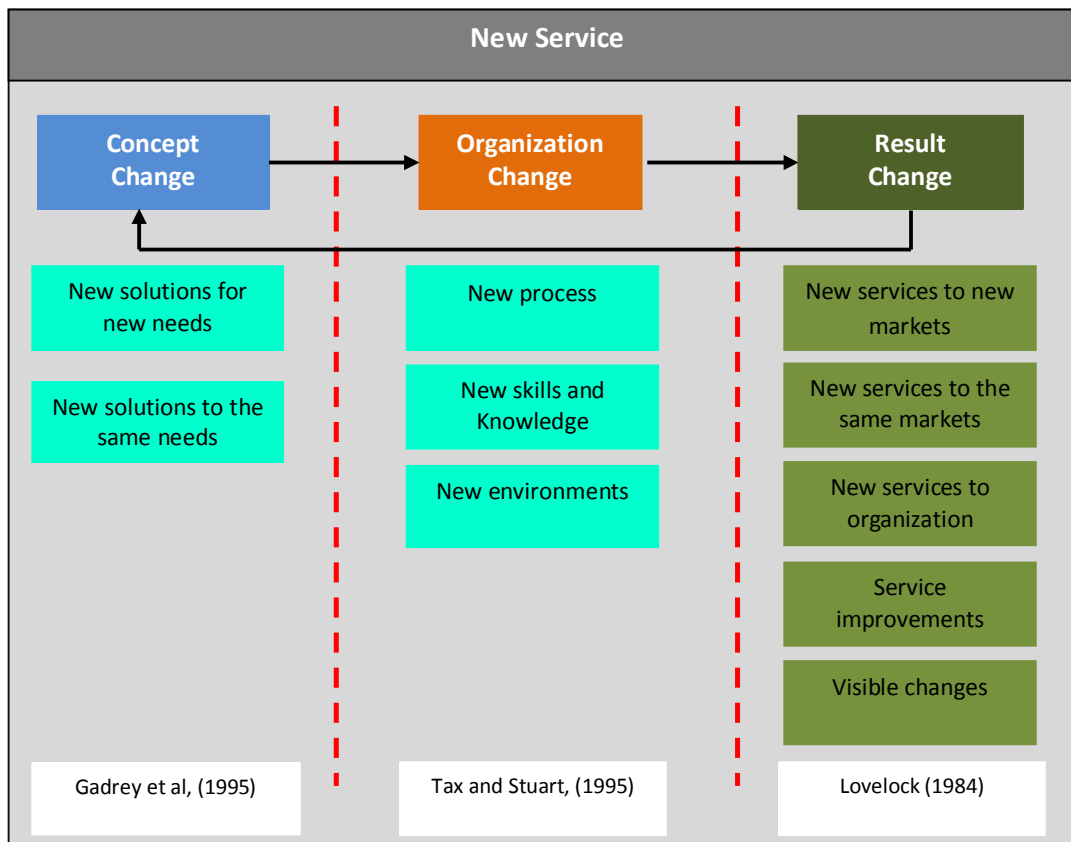 New Service
Concept
Change
Organization
Change
Result
Change
New solutions for
new needs
New solutions to the
same needs
New process
New skills and
Knowledge
New environments
New services to new
markets
New services to the
same markets
New services to
organization
Service
improvements
Visible changes
Gadrey et al, (1995)
Tax and Stuart, (1995)
Lovelock (1984)